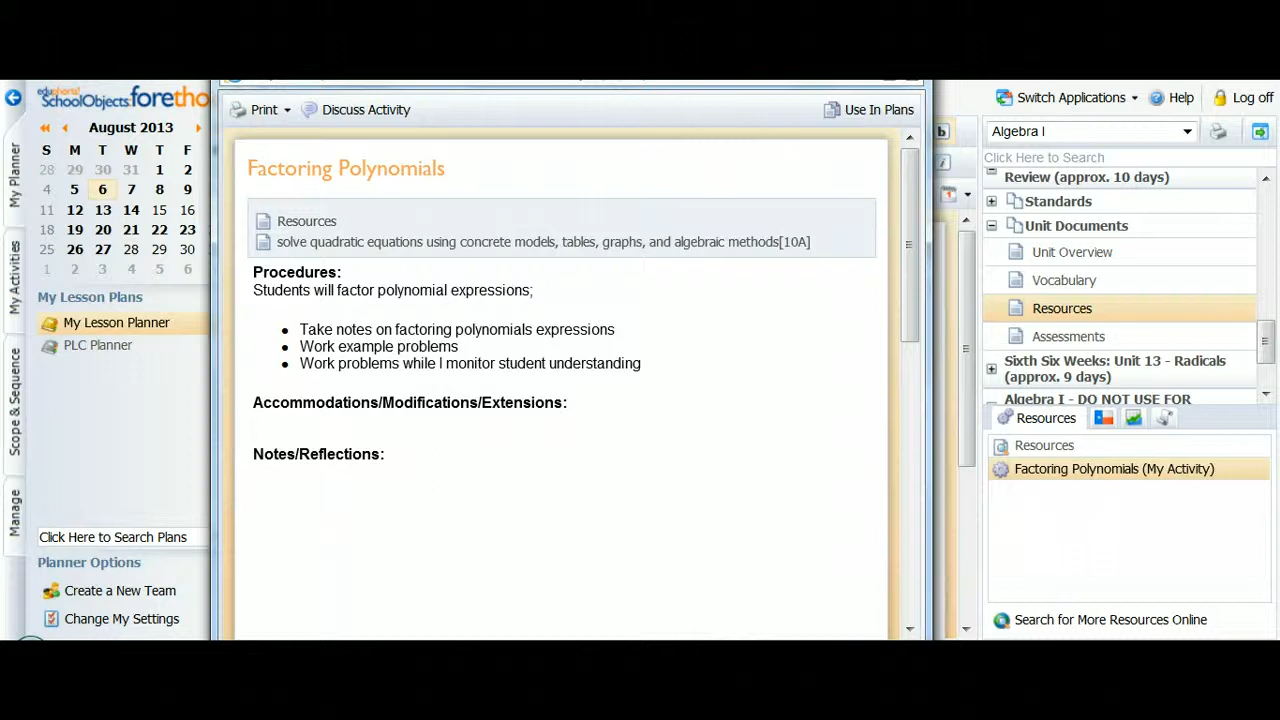 eduphoria!
SchoolObjects:foretho
August 2013
S M T W T F
28 29 30 31 1 2
4 5 6 7 8 9
11 12 13 14 15 16
18 19 20 21 22 23
25 26 27 28 29 30
1 2 3 4 5 6
My Planner
My Activities
Scope & Sequence
Manage
My Lesson Plans
My Lesson Planner
PLC Planner
Click Here to Search Plans
Planner Options
Create a New Team
Change My Settings
Print
Discuss Activity
Use In Plans
Factoring Polynomials
Resources
solve quadratic equations using concrete models, tables, graphs, and algebraic methods[10A]
Procedures:
Students will factor polynomial expressions;
Take notes on factoring polynomials expressions
Work example problems
Work problems while I monitor student understanding
Accommodations/Modifications/Extensions:
Notes/Reflections:
b
i
1
Switch Applications
Help
Log off
Algebra I
Click Here to Search
Review (approx. 10 days)
Standards
Unit Documents
Unit Overview
Vocabulary
Resources
Assessments
Sixth Six Weeks: Unit 13 - Radicals
(approx. 9 days)
Algebra I - DO NOT USE FOR
Resources
Resources
Factoring Polynomials (My Activity)
Search for More Resources Online